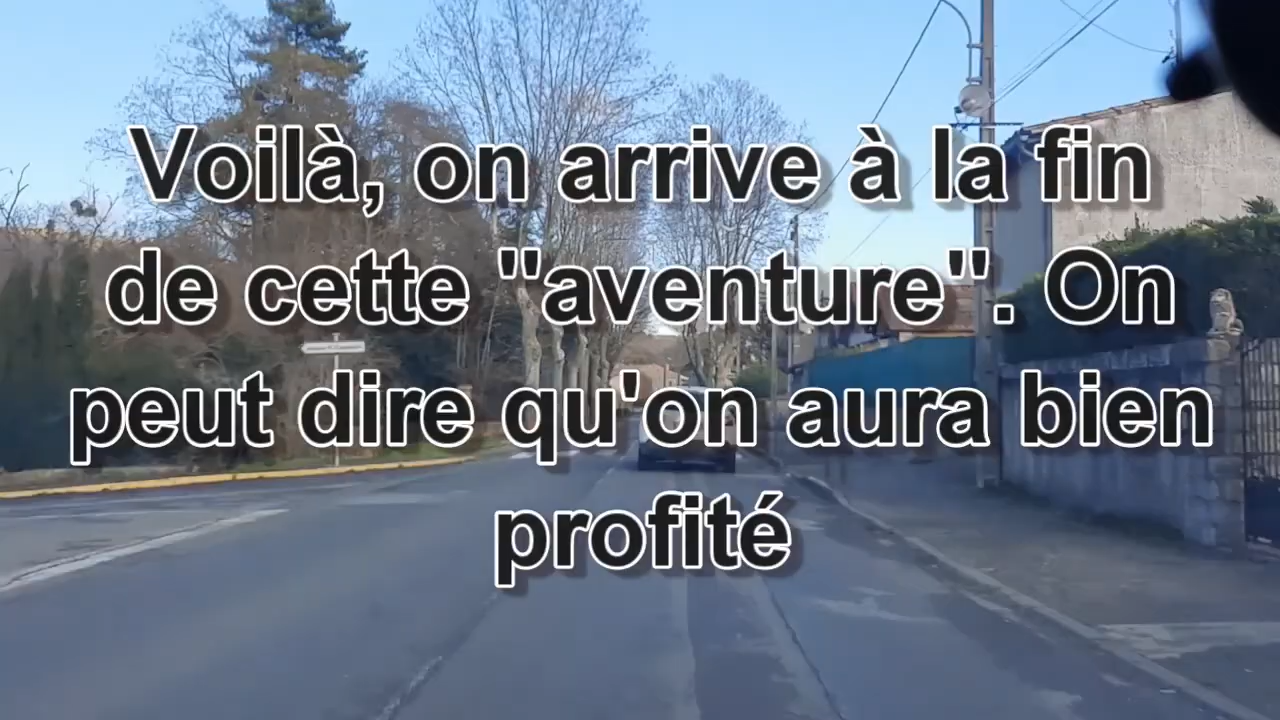 Voilà, on arrive à la fin
de cette "aventure". On
peut dire qu'on aura bien
profité